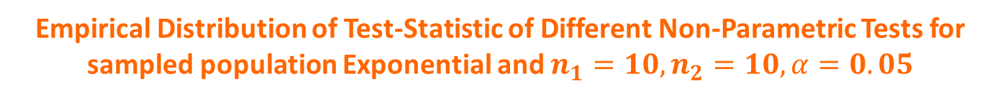 Empirical Distribution of Test-Statistic of Different Non-Parametric Tests for
sampled population Exponential and n₁ = 10, n₂ = 10, α = 0.05